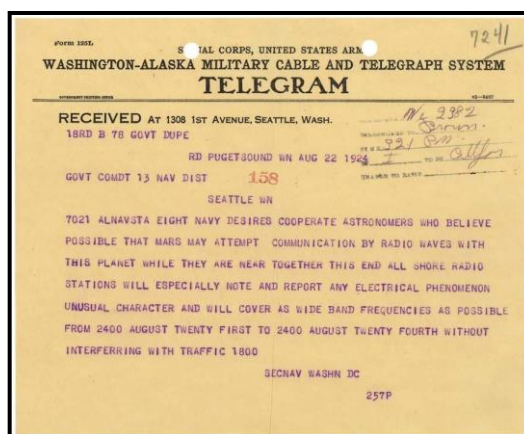 7241
Form 125L
SIGNAL CORPS, UNITED STATES ARMY
WASHINGTON-ALASKA MILITARY CABLE AND TELEGRAPH SYSTEM
TELEGRAM
RECEIVED AT 1308 1ST AVENUE, SEATTLE, WASH.
18RD B 78 GOVT DUPE
RD PUGETSOUND WN AUG 22 1924
GOVT COMDT 13 NAV DIST
158
SEATTLE WN
7021 ALNAVSTA EIGHT NAVY DESIRES COOPERATE ASTRONOMERS WHO BELIEVE
POSSIBLE THAT MARS MAY ATTEMPT COMMUNICATION BY RADIO WAVES WITH
THIS PLANET WHILE THEY ARE NEAR TOGETHER THIS END ALL SHORE RADIO
STATIONS WILL ESPECIALLY NOTE AND REPORT ANY ELECTRICAL PHENOMENON
UNUSUAL CHARACTER AND WILL COVER AS WIDE BAND FREQUENCIES AS POSSIBLE
FROM 2400 AUGUST TWENTY FIRST TO 2400 AUGUST TWENTY FOURTH WITHOUT
INTERFERRING WITH TRAFFIC 1800
SECNAV WASHN DC
257P